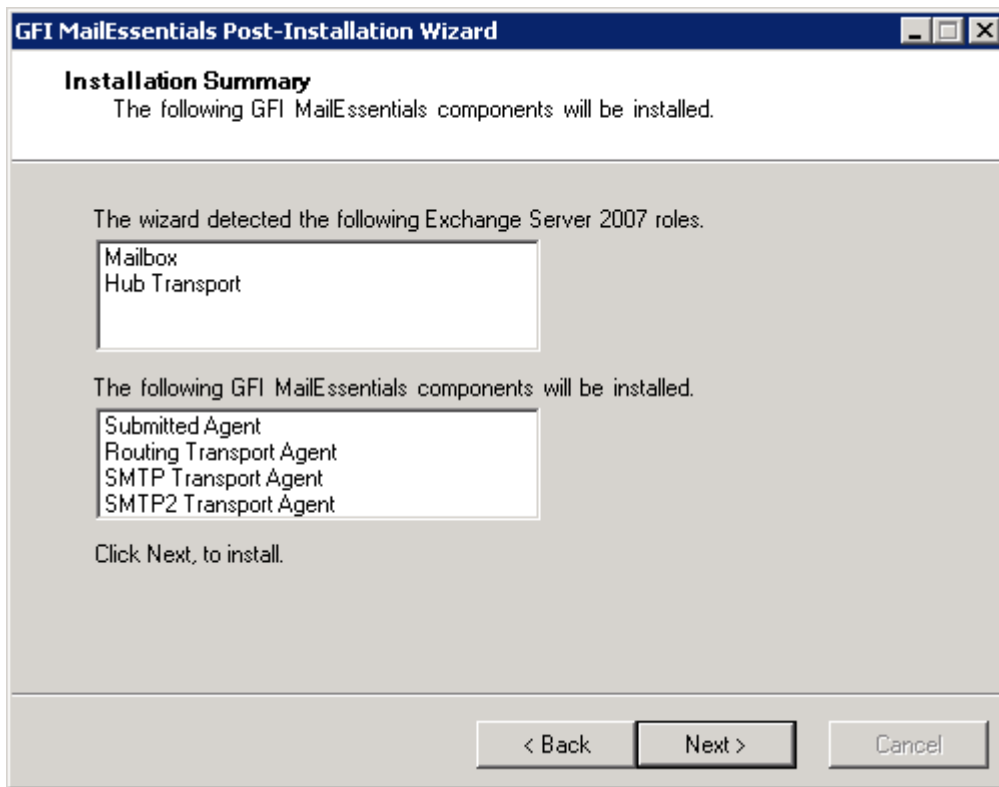 GFI MailEssentials Post-Installation Wizard
Installation Summary
The following GFI MailEssentials components will be installed.
The wizard detected the following Exchange Server 2007 roles.
Mailbox
Hub Transport
The following GFI MailEssentials components will be installed.
Submitted Agent
Routing Transport Agent
SMTP Transport Agent
SMTP2 Transport Agent
Click Next, to install.
< Back
Next >
Cancel